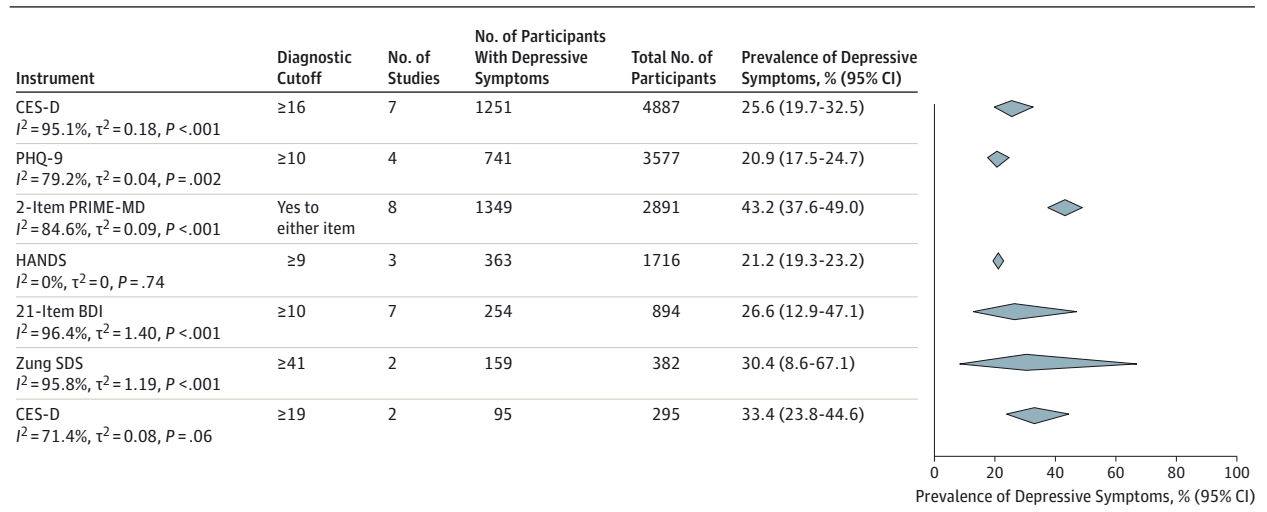 Instrument Diagnostic Cutoff No. of Studies No. of Participants With Depressive Symptoms Total No. of Participants Prevalence of Depressive Symptoms, % (95% CI)
CES-D ≥16 7 1251 4887 25.6 (19.7-32.5)
I²=95.1%, τ²=0.18, P<.001
PHQ-9 ≥10 4 741 3577 20.9 (17.5-24.7)
I²=79.2%, τ²=0.04, P=.002
2-Item PRIME-MD Yes to either item 8 1349 2891 43.2 (37.6-49.0)
I²=84.6%, τ²=0.09, P<.001
HANDS ≥9 3 363 1716 21.2 (19.3-23.2)
I²=0%, τ²=0, P=.74
21-Item BDI ≥10 7 254 894 26.6 (12.9-47.1)
I²=96.4%, τ²=1.40, P<.001
Zung SDS ≥41 2 159 382 30.4 (8.6-67.1)
I²=95.8%, τ²=1.19, P<.001
CES-D ≥19 2 95 295 33.4 (23.8-44.6)
I²=71.4%, τ²=0.08, P=.06
0 20 40 60 80 100
Prevalence of Depressive Symptoms, % (95% CI)